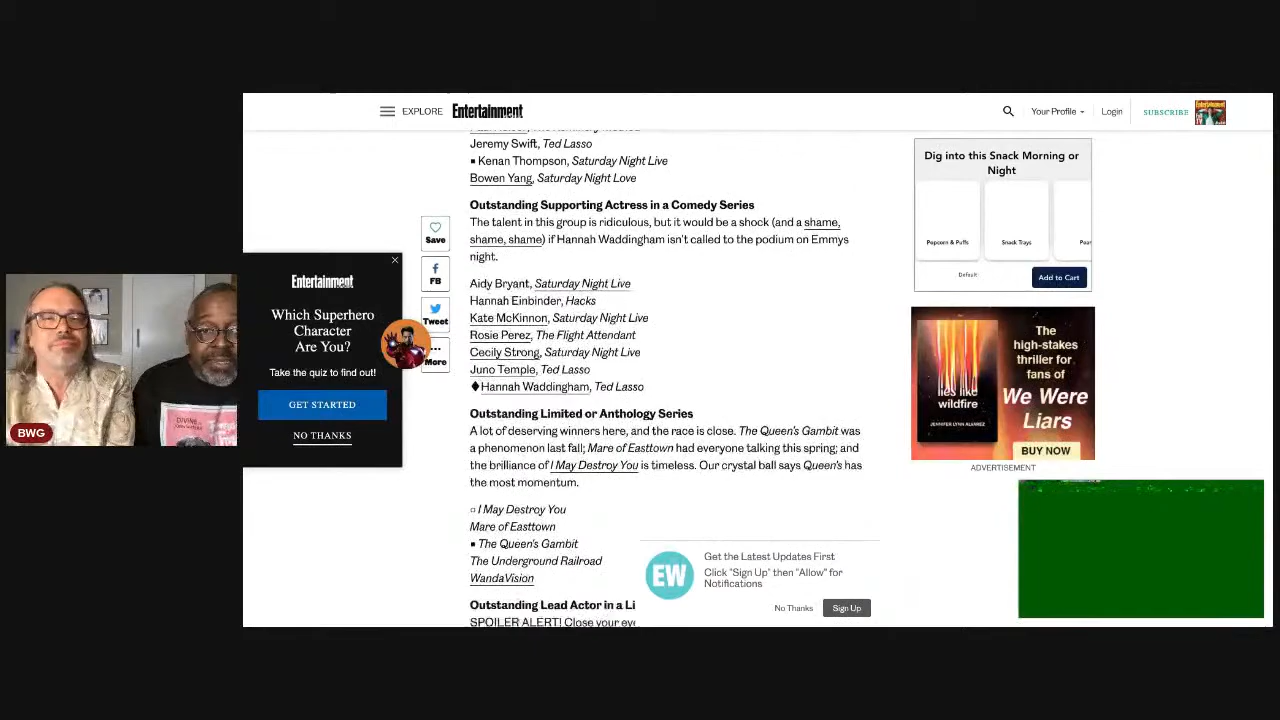 EXPLORE
Entertainment
Your Profile
Login
SUBSCRIBE
Jeremy Swift, Ted Lasso
▪ Kenan Thompson, Saturday Night Live
Bowen Yang, Saturday Night Love
Outstanding Supporting Actress in a Comedy Series
The talent in this group is ridiculous, but it would be a shock (and a shame,
shame, shame) if Hannah Waddingham isn't called to the podium on Emmys
night.
Aidy Bryant, Saturday Night Live
Hannah Einbinder, Hacks
Kate McKinnon, Saturday Night Live
Rosie Perez, The Flight Attendant
Cecily Strong, Saturday Night Live
Juno Temple, Ted Lasso
♦Hannah Waddingham, Ted Lasso
Outstanding Limited or Anthology Series
A lot of deserving winners here, and the race is close. The Queen's Gambit was
a phenomenon last fall; Mare of Easttown had everyone talking this spring; and
the brilliance of I May Destroy You is timeless. Our crystal ball says Queen's has
the most momentum.
▫ I May Destroy You
Mare of Easttown
▪ The Queen's Gambit
The Underground Railroad
WandaVision
Outstanding Lead Actor in a Li
SPOILER ALERT! Close your eye
Save
FB
Tweet
More
Entertainment
Which Superhero
Character
Are You?
Take the quiz to find out!
GET STARTED
NO THANKS
BWG
Dig into this Snack Morning or
Night
Popcorn & Puffs
Snack Trays
Default
Add to Cart
lies like
wildfire
JENNIFER LYNN ALVAREZ
The
high-stakes
thriller for
fans of
We Were
Liars
BUY NOW
ADVERTISEMENT
EW
Get the Latest Updates First
Click "Sign Up" then "Allow" for
Notifications
No Thanks
Sign Up